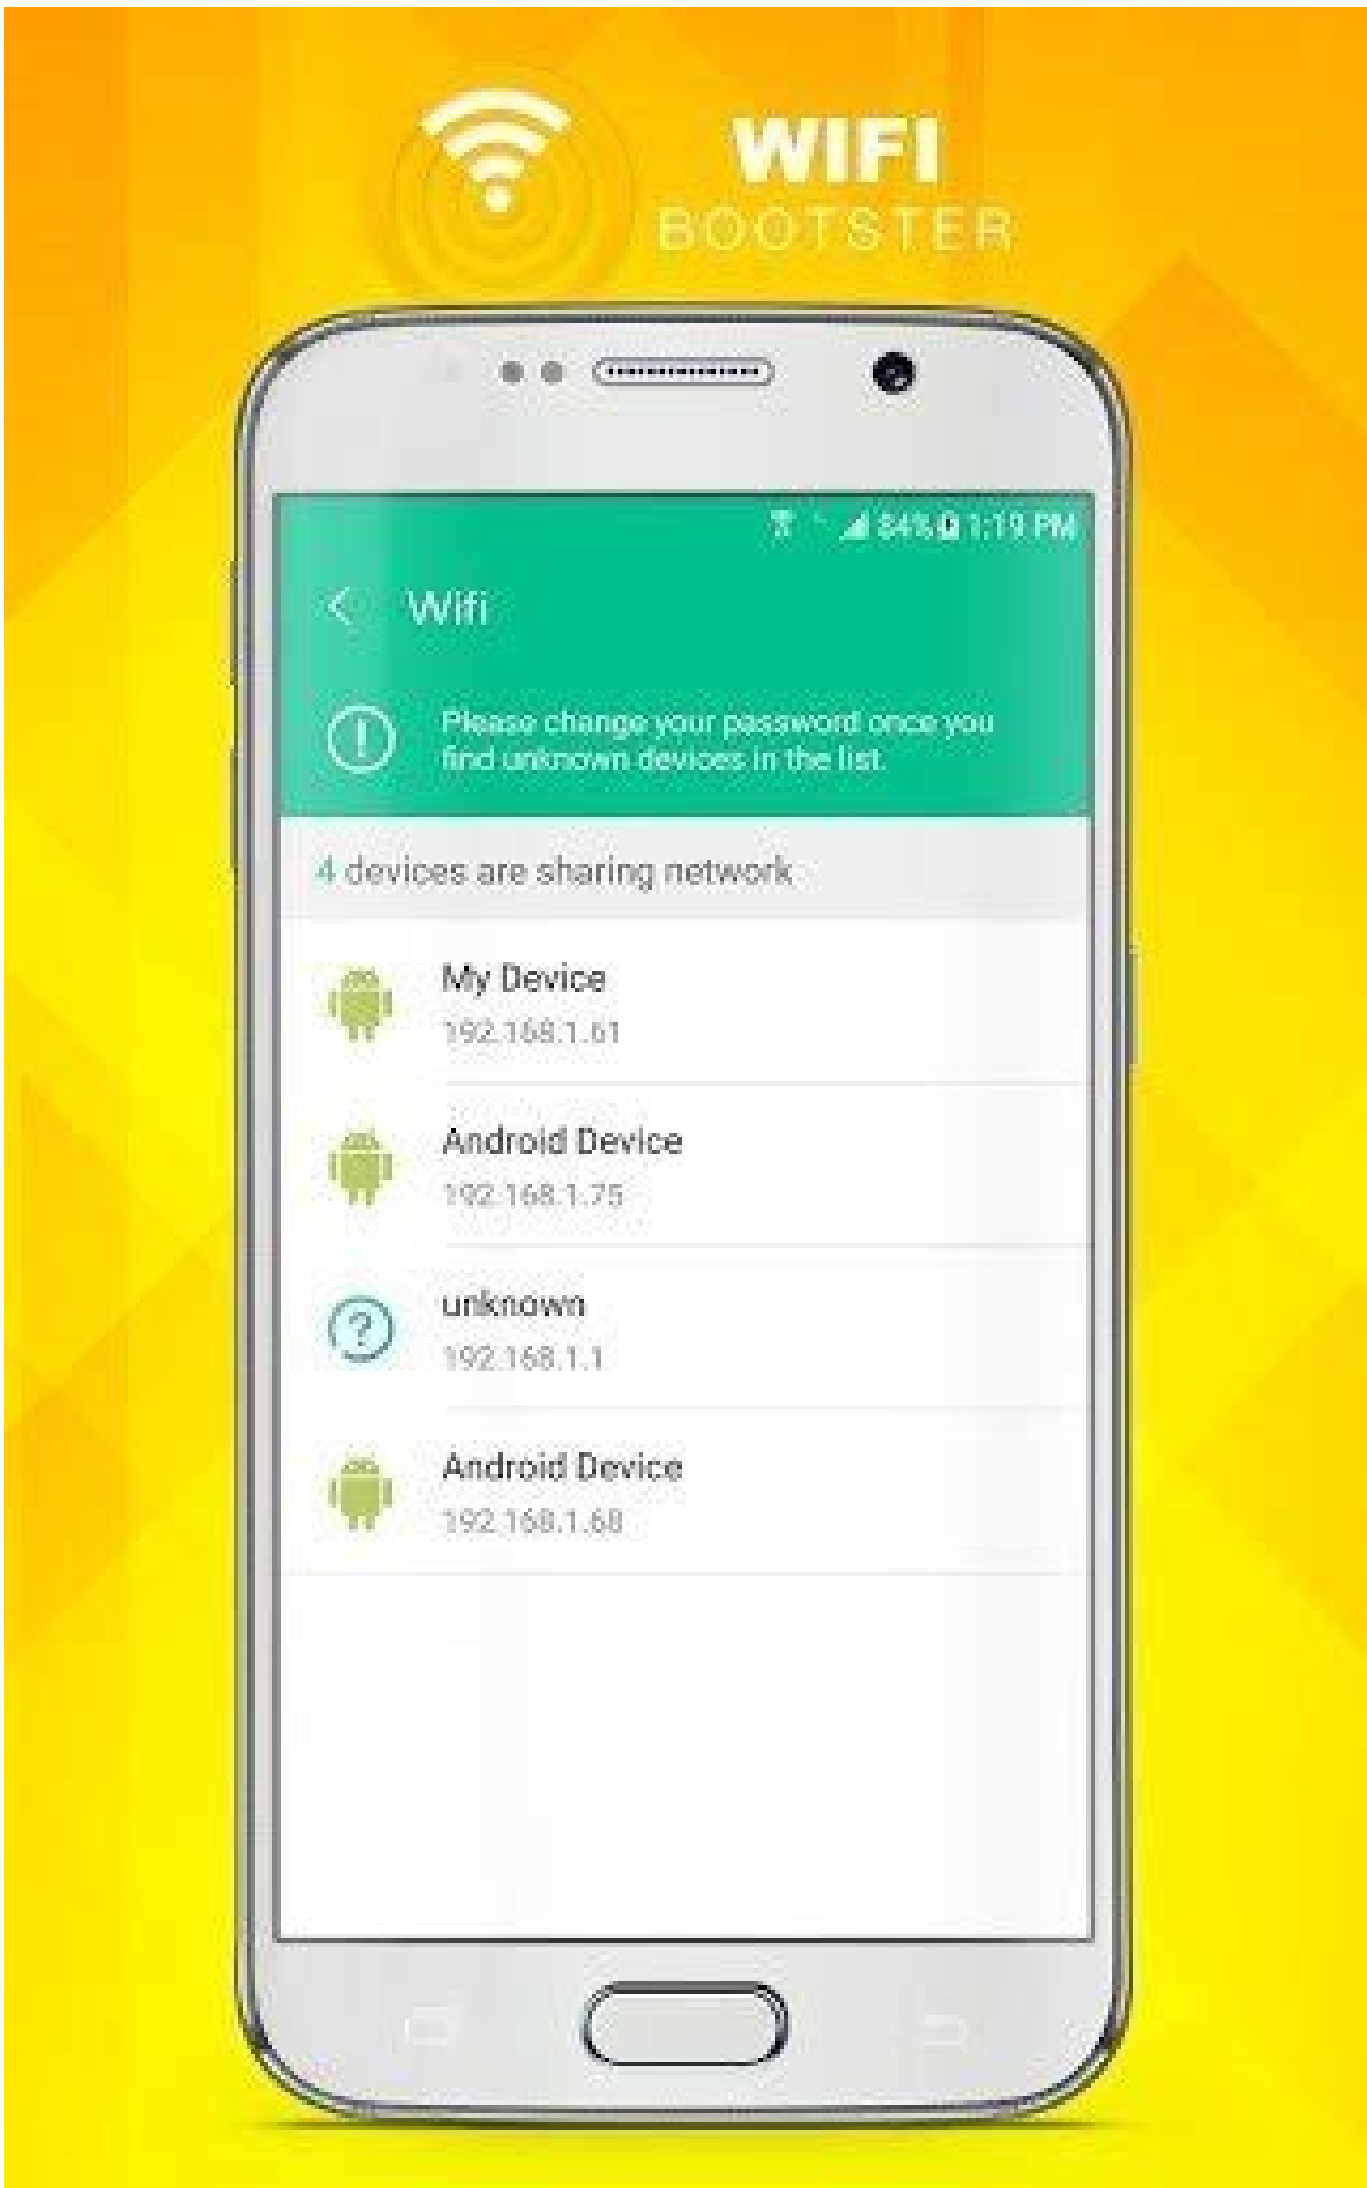 WIFI
BOOTSTER
84% 1:19 PM
Wifi
Please change your password once you
find unknown devices in the list.
4 devices are sharing network
My Device
192.168.1.61
Android Device
192.168.1.75
unknown
192.168.1.1
Android Device
192.168.1.68